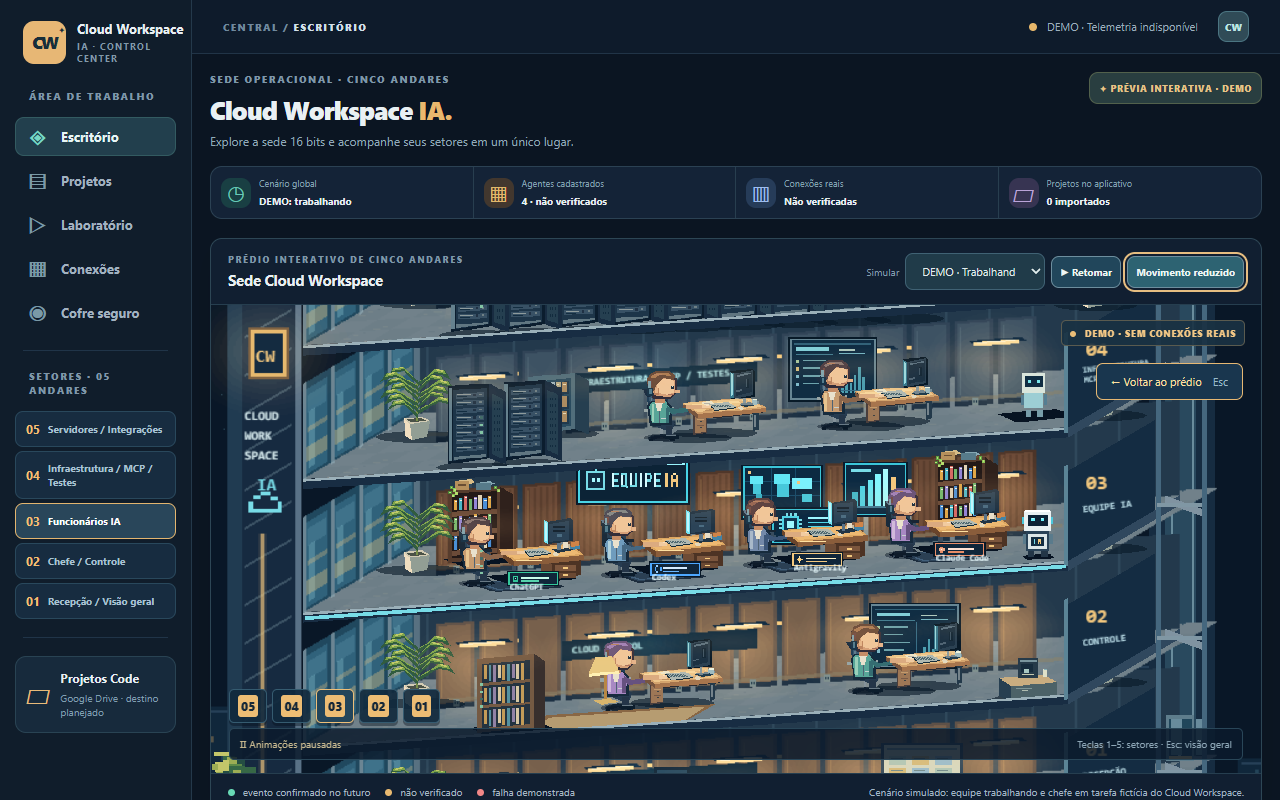 CW
Cloud Workspace
IA · CONTROL
CENTER
ÁREA DE TRABALHO
Escritório
Projetos
Laboratório
Conexões
Cofre seguro
SETORES · 05
ANDARES
05 Servidores / Integrações
04 Infraestrutura / MCP /
Testes
03 Funcionários IA
02 Chefe / Controle
01 Recepção / Visão geral
Projetos Code
Google Drive · destino
planejado
CENTRAL / ESCRITÓRIO
DEMO · Telemetria indisponível
CW
SEDE OPERACIONAL · CINCO ANDARES
Cloud Workspace IA.
Explore a sede 16 bits e acompanhe seus setores em um único lugar.
✦ PRÉVIA INTERATIVA · DEMO
Cenário global
DEMO: trabalhando
Agentes cadastrados
4 · não verificados
Conexões reais
Não verificadas
Projetos no aplicativo
0 importados
PRÉDIO INTERATIVO DE CINCO ANDARES
Sede Cloud Workspace
Simular
DEMO · Trabalhand
▶ Retomar
Movimento reduzido
DEMO · SEM CONEXÕES REAIS
← Voltar ao prédio Esc
CW
CLOUD
WORK
SPACE
IA
04
RAESTRUTURA
P / TESTES
EQUIPE IA
03
EQUIPE IA
IA
ChatGPT
Codex
Antigravity
Claude Code
02
CONTROLE
CLOUD
OL
05
04
03
02
01
II Animações pausadas
Teclas 1–5: setores · Esc: visão geral
evento confirmado no futuro
não verificado
falha demonstrada
Cenário simulado: equipe trabalhando e chefe em tarefa fictícia do Cloud Workspace.